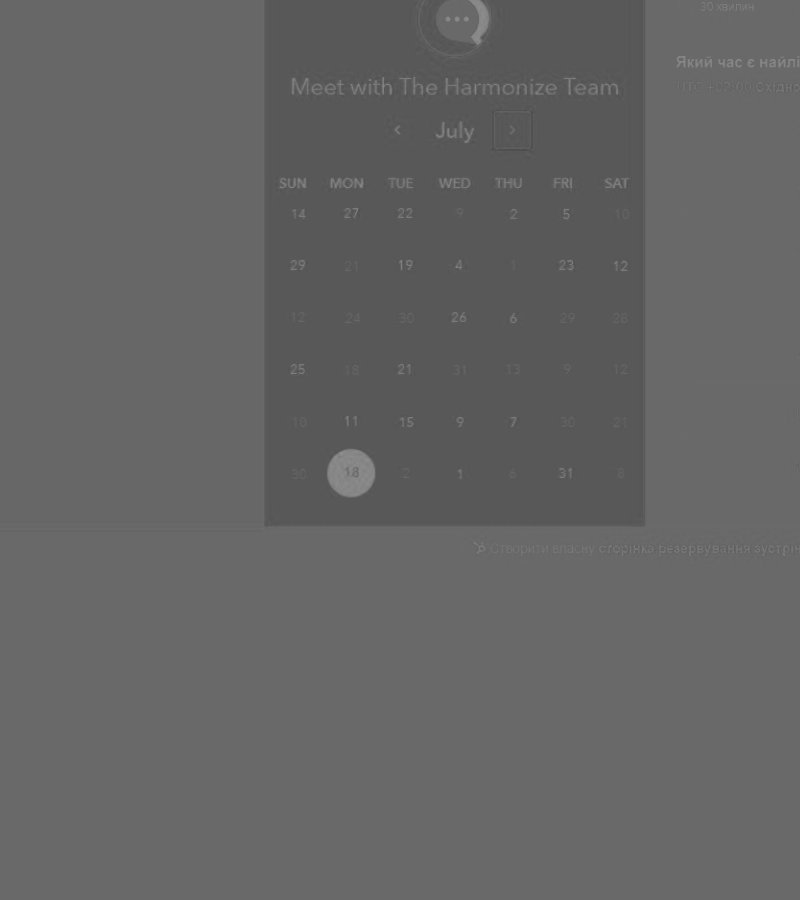 30 хвилин
Meet with The Harmonize Team
Який час є найлі
July
SUN MON TUE WED THU FRI SAT
14 27 22 9 2 5 10
29 21 19 4 1 23 12
12 24 30 26 6 29 28
25 18 21 31 13 9 12
10 11 15 9 7 30 21
30 18 2 1 6 31 8
Створити власну сторінка резервування зустріч